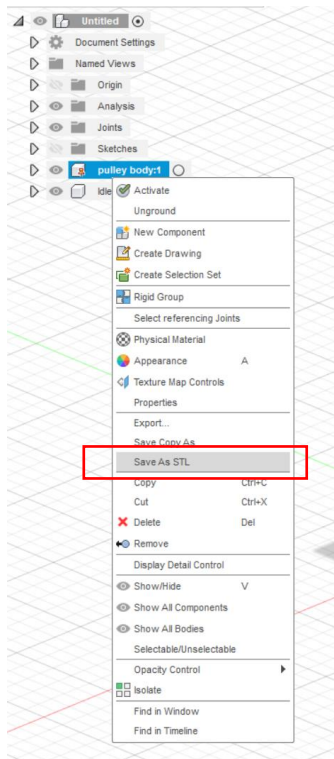 Untitled
Document Settings
Named Views
Origin
Analysis
Joints
Sketches
pulley body:1
Idle
Activate
Unground
New Component
Create Drawing
Create Selection Set
Rigid Group
Select referencing Joints
Physical Material
Appearance A
Texture Map Controls
Properties
Export...
Save Copy As
Save As STL
Copy Ctrl+C
Cut Ctrl+X
Delete Del
Remove
Display Detail Control
Show/Hide V
Show All Components
Show All Bodies
Selectable/Unselectable
Opacity Control
Isolate
Find in Window
Find in Timeline